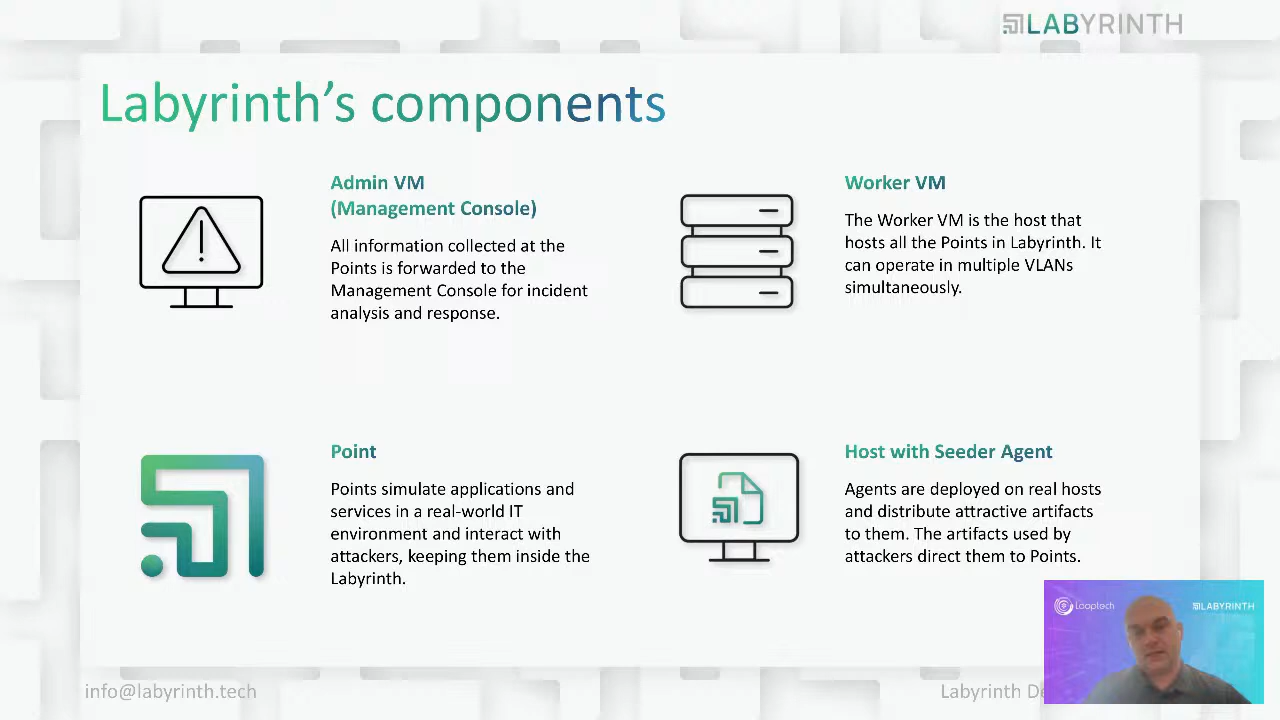 LABYRINTH
Labyrinth's components
Admin VM
(Management Console)
All information collected at the
Points is forwarded to the
Management Console for incident
analysis and response.
Worker VM
The Worker VM is the host that
hosts all the Points in Labyrinth. It
can operate in multiple VLANs
simultaneously.
Point
Points simulate applications and
services in a real-world IT
environment and interact with
attackers, keeping them inside the
Labyrinth.
Host with Seeder Agent
Agents are deployed on real hosts
and distribute attractive artifacts
to them. The artifacts used by
attackers direct them to Points.
Looptech
LABYRINTH
info@labyrinth.tech
Labyrinth